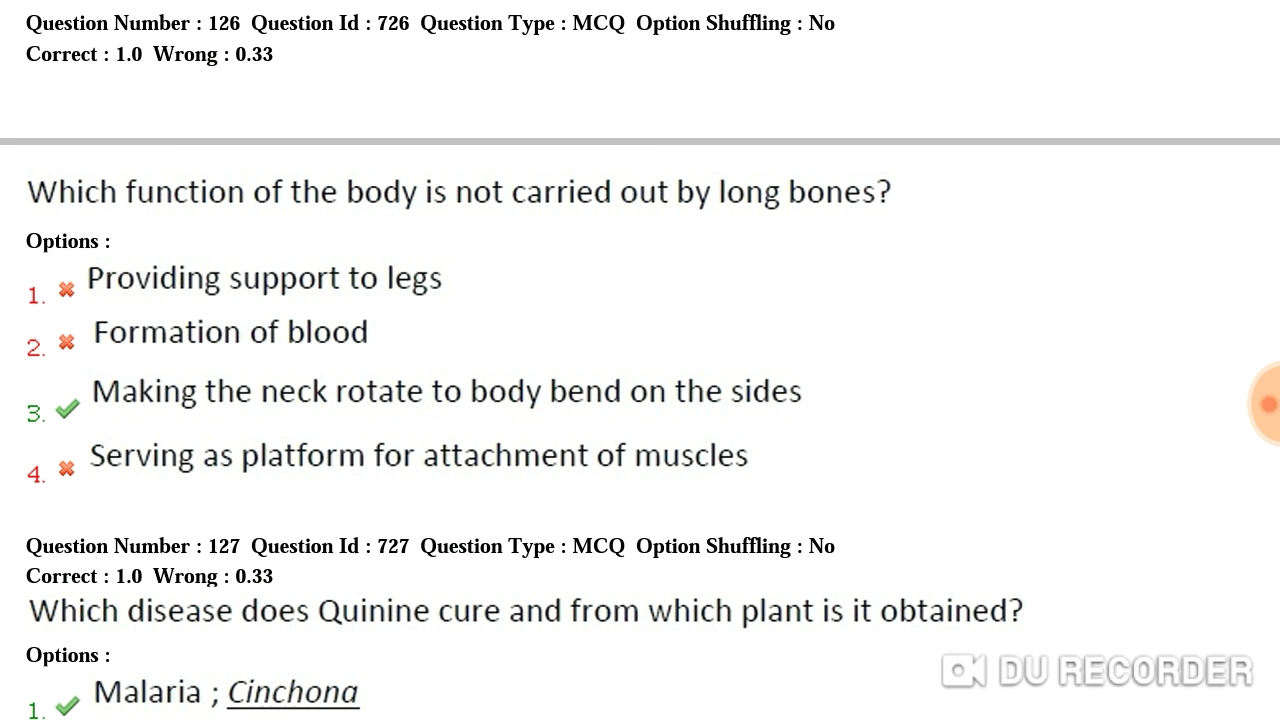 Question Number : 126 Question Id : 726 Question Type : MCQ Option Shuffling : No
Correct : 1.0 Wrong : 0.33
Which function of the body is not carried out by long bones?
Options :
1. Providing support to legs
2. Formation of blood
3. Making the neck rotate to body bend on the sides
4. Serving as platform for attachment of muscles
Question Number : 127 Question Id : 727 Question Type : MCQ Option Shuffling : No
Correct : 1.0 Wrong : 0.33
Which disease does Quinine cure and from which plant is it obtained?
Options :
1. Malaria ; Cinchona
DU RECORDER